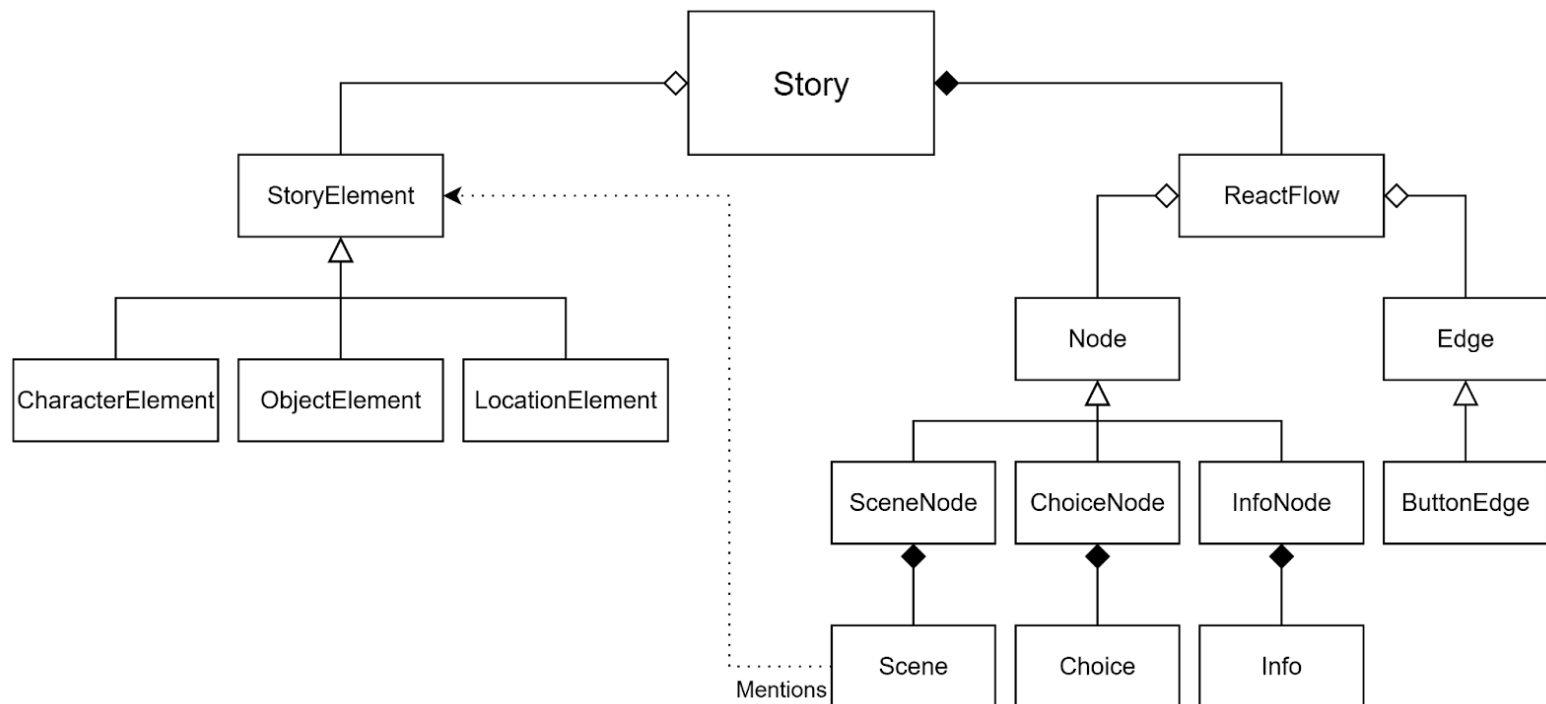 Story
StoryElement
ReactFlow
Node
Edge
CharacterElement
ObjectElement
LocationElement
SceneNode
ChoiceNode
InfoNode
ButtonEdge
Mentions
Scene
Choice
Info